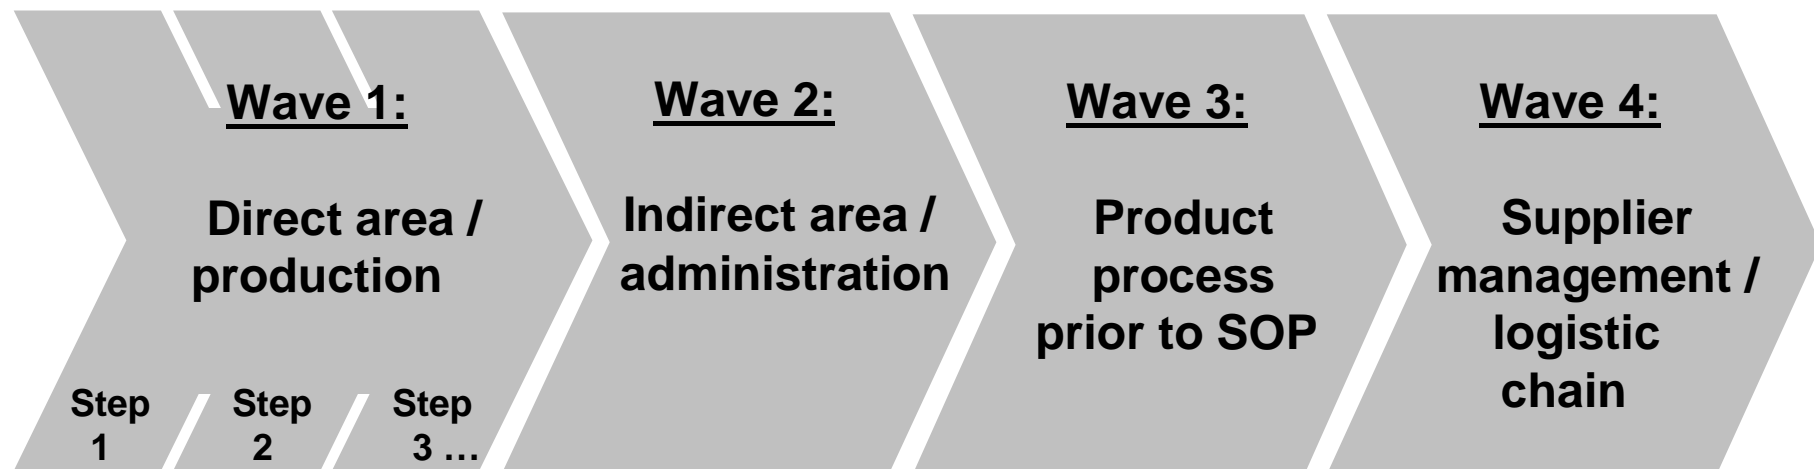 Wave 1:
Direct area /
production
Step
1
Step
2
Step
3 ...
Wave 2:
Indirect area /
administration
Wave 3:
Product
process
prior to SOP
Wave 4:
Supplier
management /
logistic
chain